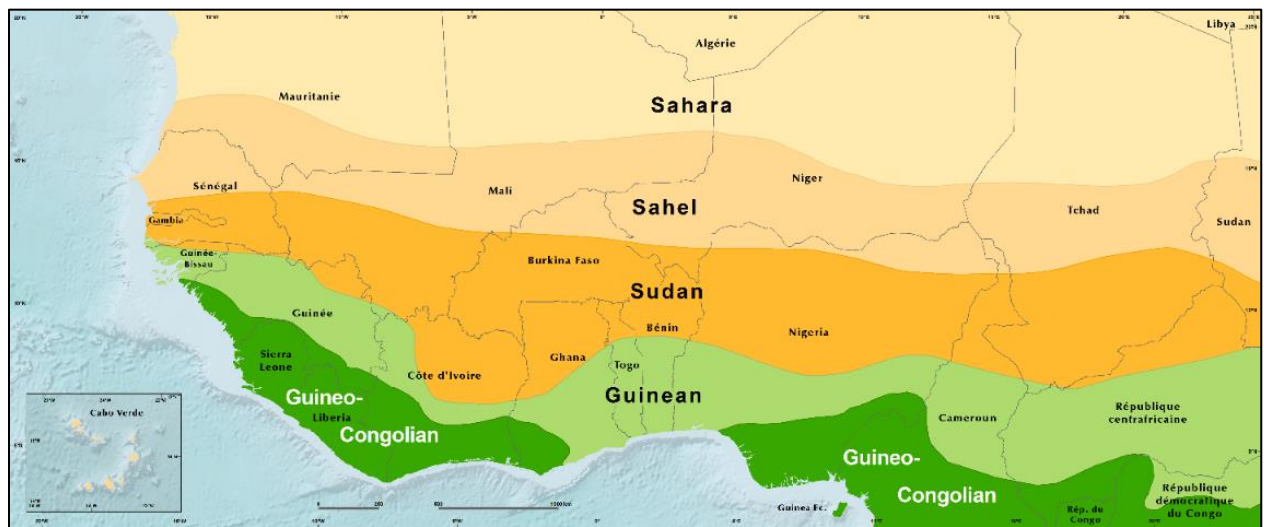 Libya
Algérie
Mauritanie
Sahara
Sénégal
Mali
Niger
Sahel
Tchad
Sudan
Gambia
Guinée-
Bissau
Burkina Faso
Sudan
Guinée
Bénin
Nigeria
Sierra
Leone
Côte d'Ivoire
Ghana
Togo
Guineo-
Liberia
Congolian
Guinean
Cabo Verde
Cameroun
République
centrafricaine
Guineo-
Congolian
Guinea Ec.
Rép. du
Congo
République
démocratique
du Congo